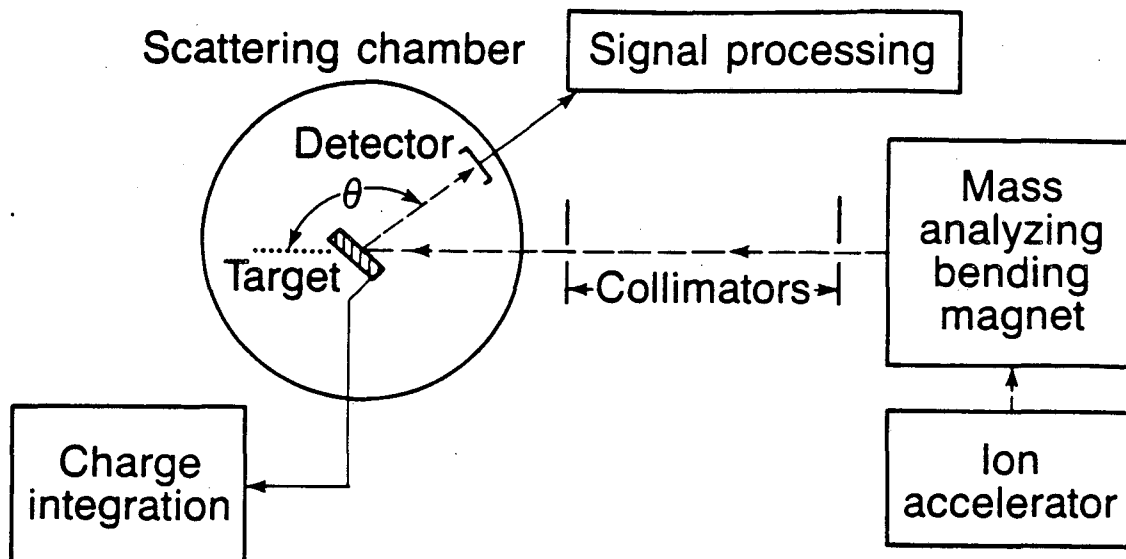 Scattering chamber
Signal processing
Detector
θ
Target
Collimators
Mass
analyzing
bending
magnet
Charge
integration
Ion
accelerator